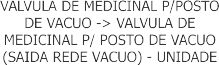 VALVULA DE MEDICINAL P/POSTO
DE VACUO -> VALVULA DE
MEDICINAL P/ POSTO DE VACUO
(SAIDA REDE VACUO) - UNIDADE